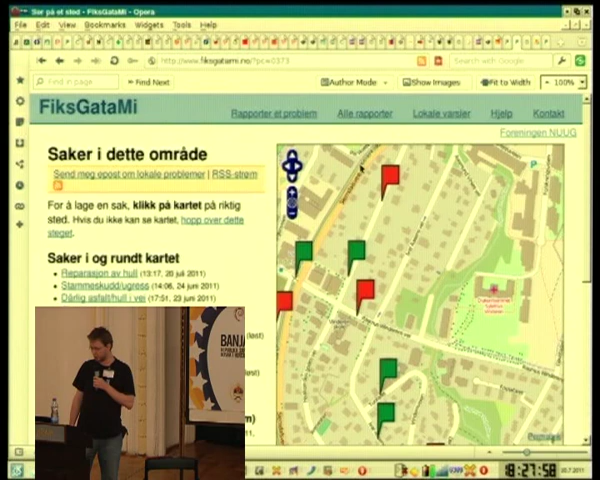 Sør på et sted - FiksGataMi - Opera
File Edit View Bookmarks Widgets Tools Help
http://www.fiksgatami.no/?pc=0373
Search with Google
Find in page
Find Next
Author Mode
Show Images
Fit to Width
100%
FiksGataMi
Rapporter et problem
Alle rapporter
Lokale varsler
Hjelp
Kontakt
Foreningen NUUG
Saker i dette område
Send meg epost om lokale problemer | RSS-strøm
For å lage en sak, klikk på kartet på riktig
sted. Hvis du ikke kan se kartet, hopp over dette
steget.
Saker i og rundt kartet
Reparasjon av hull (13:17, 20 juli 2011)
Stammeskudd/ugress (14:06, 24 juni 2011)
Dårlig asfalt/hull i vei (17:51, 23 juni 2011)
BANJA
18:27:58